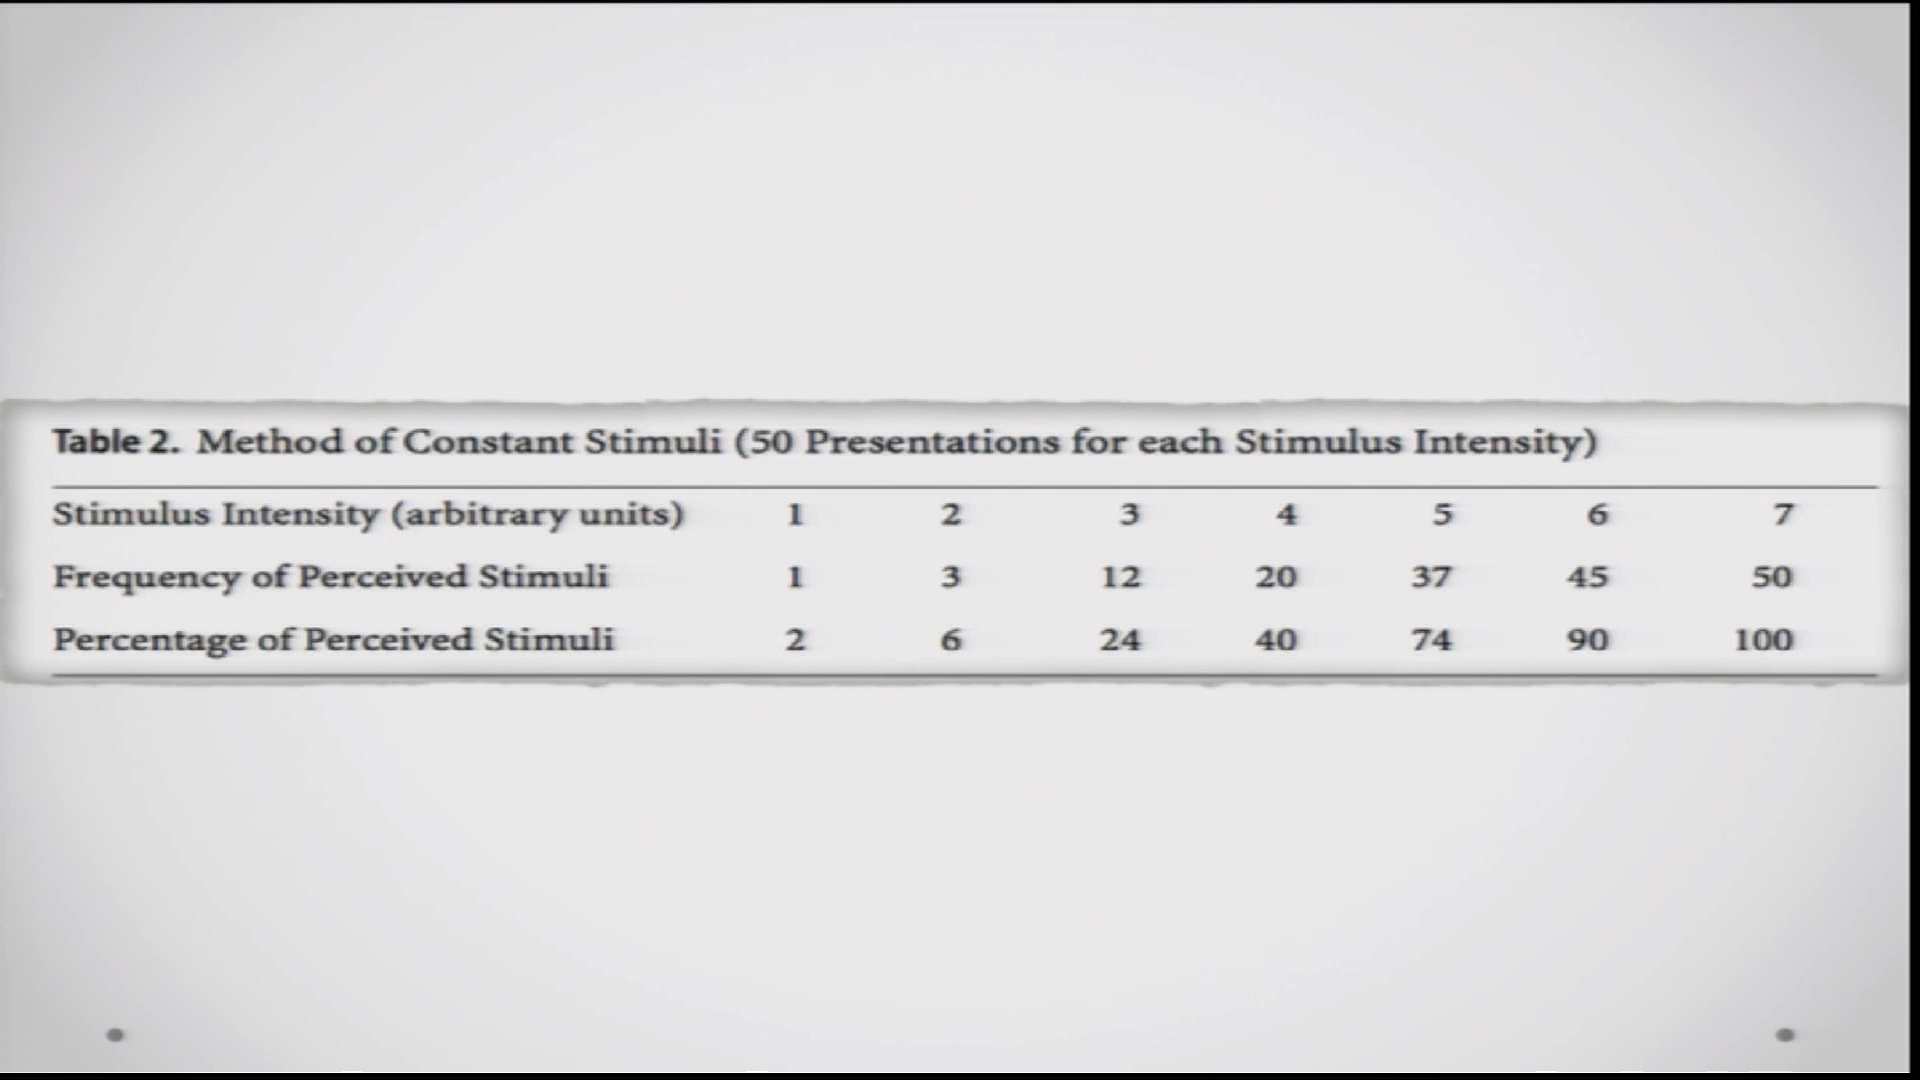 Table 2. Method of Constant Stimuli (50 Presentations for each Stimulus Intensity)
Stimulus Intensity (arbitrary units) 1 2 3 4 5 6 7
Frequency of Perceived Stimuli 1 3 12 20 37 45 50
Percentage of Perceived Stimuli 2 6 24 40 74 90 100